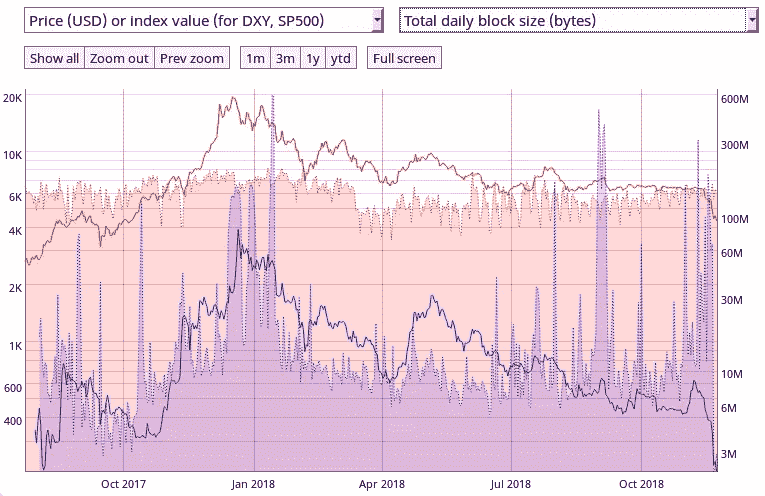 Price (USD) or index value (for DXY, SP500)
Total daily block size (bytes)
Show all Zoom out Prev zoom 1m 3m 1y ytd Full screen
20K
10K
6K
4K
2K
1K
600
400
600M
300M
100M
60M
30M
10M
6M
3M
Oct 2017 Jan 2018 Apr 2018 Jul 2018 Oct 2018